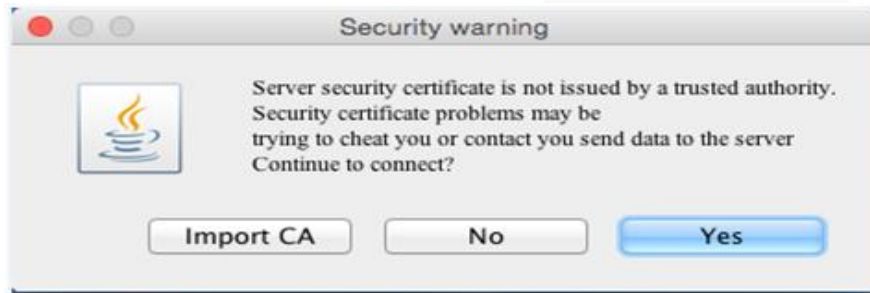 Security warning
Server security certificate is not issued by a trusted authority.
Security certificate problems may be
trying to cheat you or contact you send data to the server
Continue to connect?
Import CA
No
Yes